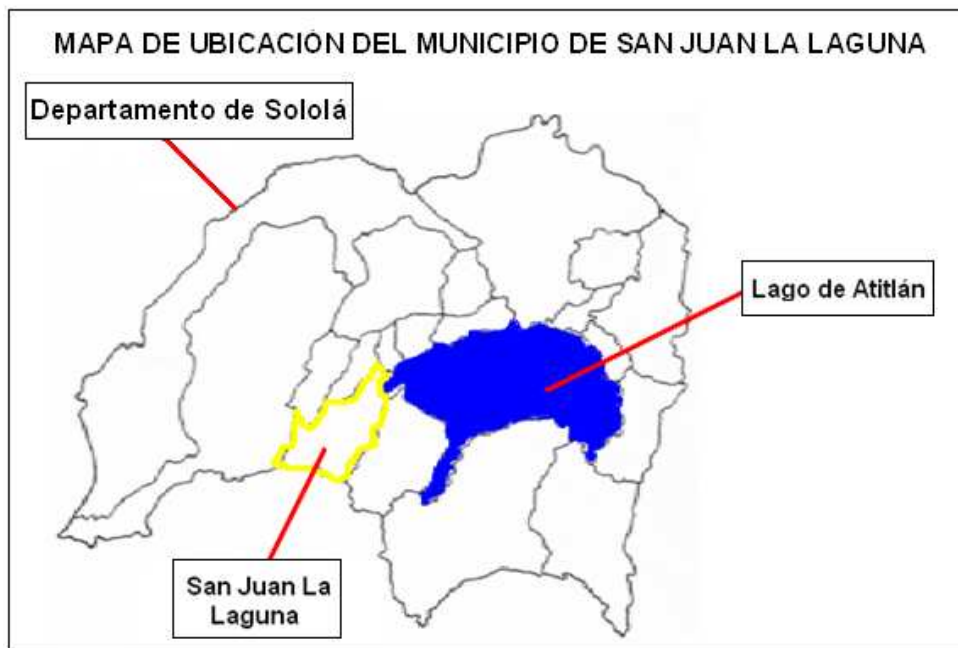 MAPA DE UBICACIÓN DEL MUNICIPIO DE SAN JUAN LA LAGUNA
Departamento de Sololá
Lago de Atitlán
San Juan La
Laguna